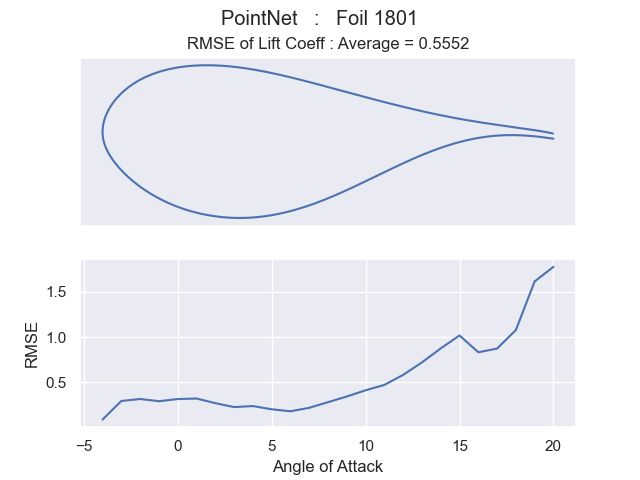 PointNet   :   Foil 1801
RMSE of Lift Coeff : Average = 0.5552
1.5
1.0
0.5
RMSE
−5 0 5 10 15 20
Angle of Attack